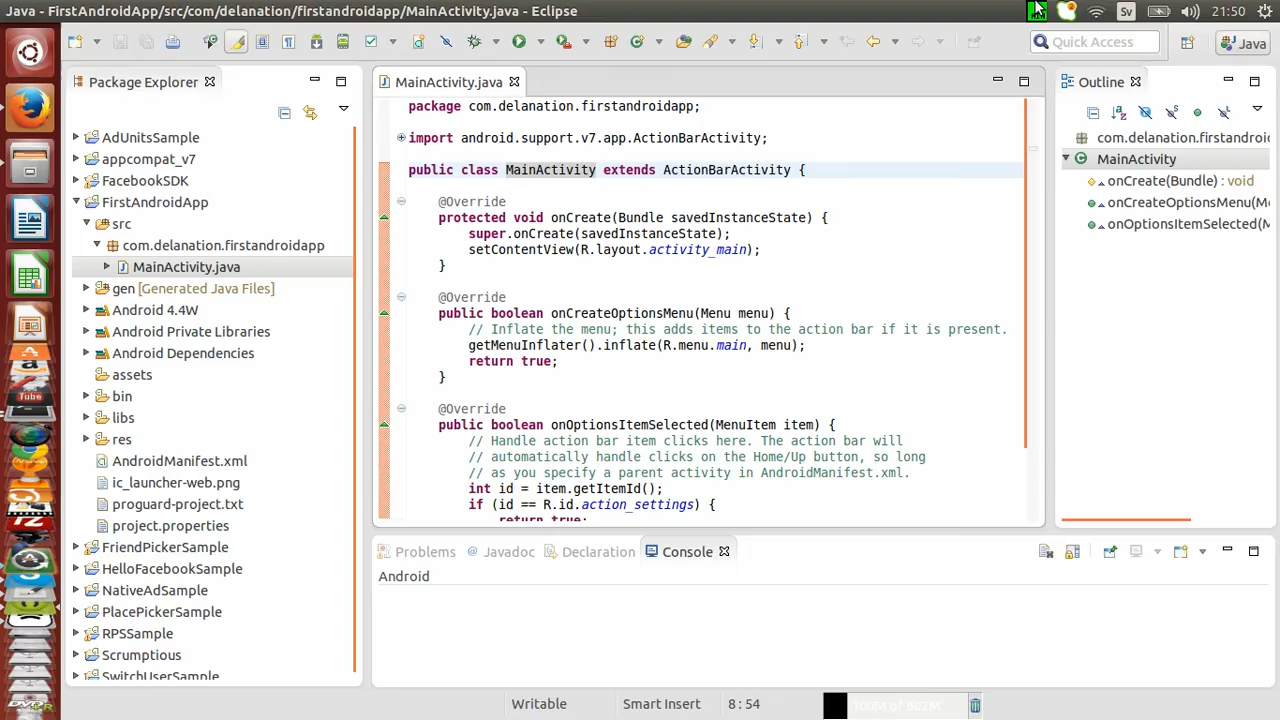 Java - FirstAndroidApp/src/com/delanation/firstandroidapp/MainActivity.java - Eclipse
Sv
21:50
Quick Access
Java
Package Explorer
AdUnitsSample
appcompat_v7
FacebookSDK
FirstAndroidApp
src
com.delanation.firstandroidapp
MainActivity.java
gen [Generated Java Files]
Android 4.4W
Android Private Libraries
Android Dependencies
assets
bin
libs
res
AndroidManifest.xml
ic_launcher-web.png
proguard-project.txt
project.properties
FriendPickerSample
HelloFacebookSample
NativeAdSample
PlacePickerSample
RPSSample
Scrumptious
SwitchUserSample
MainActivity.java
package com.delanation.firstandroidapp;
import android.support.v7.app.ActionBarActivity;
public class MainActivity extends ActionBarActivity {
@Override
protected void onCreate(Bundle savedInstanceState) {
super.onCreate(savedInstanceState);
setContentView(R.layout.activity_main);
}
@Override
public boolean onCreateOptionsMenu(Menu menu) {
// Inflate the menu; this adds items to the action bar if it is present.
getMenuInflater().inflate(R.menu.main, menu);
return true;
}
@Override
public boolean onOptionsItemSelected(MenuItem item) {
// Handle action bar item clicks here. The action bar will
// automatically handle clicks on the Home/Up button, so long
// as you specify a parent activity in AndroidManifest.xml.
int id = item.getItemId();
if (id == R.id.action_settings) {
return true;
Outline
com.delanation.firstandroi
MainActivity
onCreate(Bundle) : void
onCreateOptionsMenu(M
onOptionsItemSelected(M
Problems
Javadoc
Declaration
Console
Android
Writable
Smart Insert
8 : 54
100M of 602M